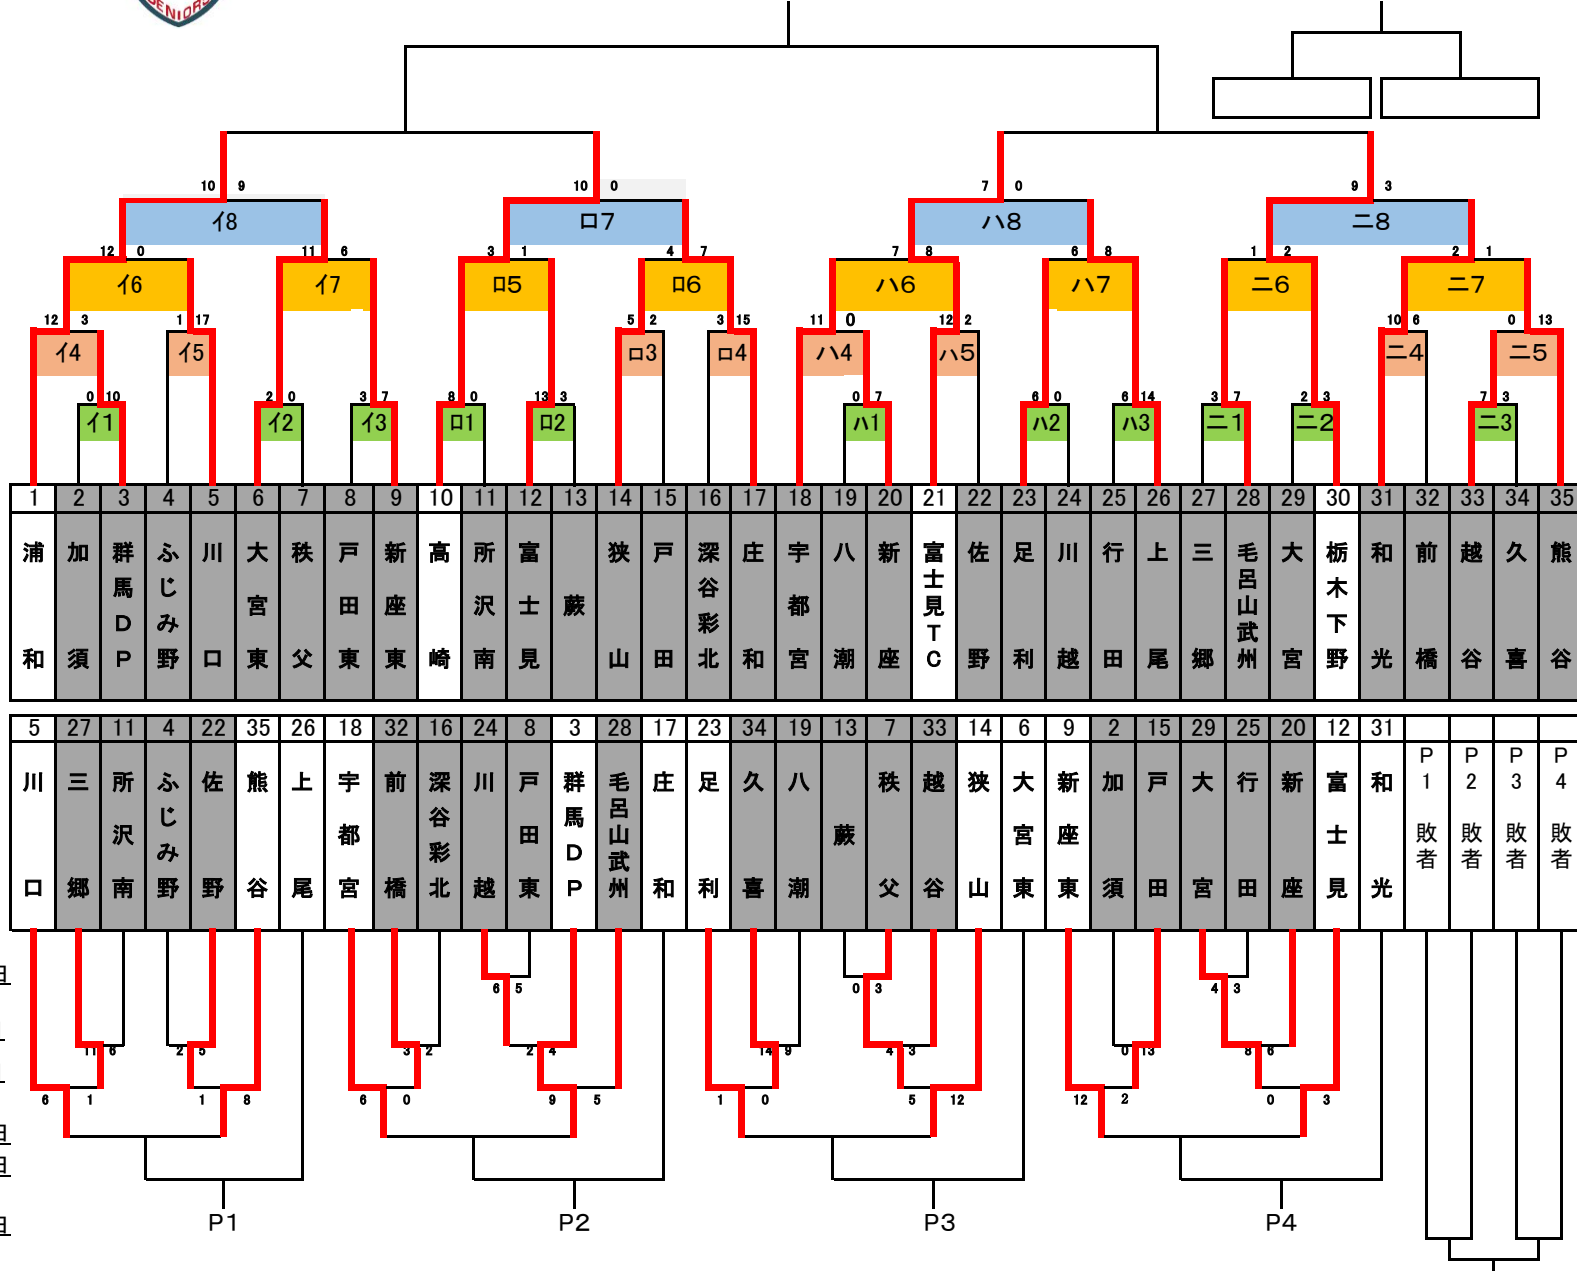 SENIORS
10 9 10 0 7 0 9 3
イ8 ロ7 ハ8 ニ8
12 0 11 6 3 1 4 7 7 8 6 8 1 2 2 1
イ6 イ7 ロ5 ロ6 ハ6 ハ7 ニ6 ニ7
12 3 1 17 5 2 3 15 11 0 12 2 10 6 0 13
イ4 イ5 ロ3 ロ4 ハ4 ハ5 ニ4 ニ5
0 10 2 0 3 7 8 0 13 3 0 7 6 0 6 14 3 7 2 3 7 3
イ1 イ2 イ3 ロ1 ロ2 ハ1 ハ2 ハ3 ニ1 ニ2 ニ3
1 2 3 4 5 6 7 8 9 10 11 12 13 14 15 16 17 18 19 20 21 22 23 24 25 26 27 28 29 30 31 32 33 34 35
浦和
加須
群馬DP
ふじみ野
川口
大宮東
秩父
戸田東
新座東
高崎
所沢南
富士見
蕨
狭山
戸田
深谷彩北
庄和
宇都宮
八潮
新座
富士見TC
佐野
足利
川越
行田
上尾
三郷
毛呂山武州
大宮
栃木下野
和光
前橋
越谷
久喜
熊谷
5 27 11 4 22 35 26 18 32 16 24 8 3 28 17 23 34 19 13 7 33 14 6 9 2 15 29 25 20 12 31
川口
三郷
所沢南
ふじみ野
佐野
熊谷
上尾
宇都宮
前橋
深谷彩北
川越
戸田東
群馬DP
毛呂山武州
庄和
足利
久喜
八潮
蕨
秩父
越谷
狭山
大宮東
新座東
加須
戸田
大宮
行田
新座
富士見
和光
P1敗者
P2敗者
P3敗者
P4敗者
6 5 0 3 4 3
11 6 2 5 3 2 2 4 14 9 4 3 0 13 8 6
6 1 1 8 6 0 9 5 1 0 5 12 12 2 0 3
P1 P2 P3 P4